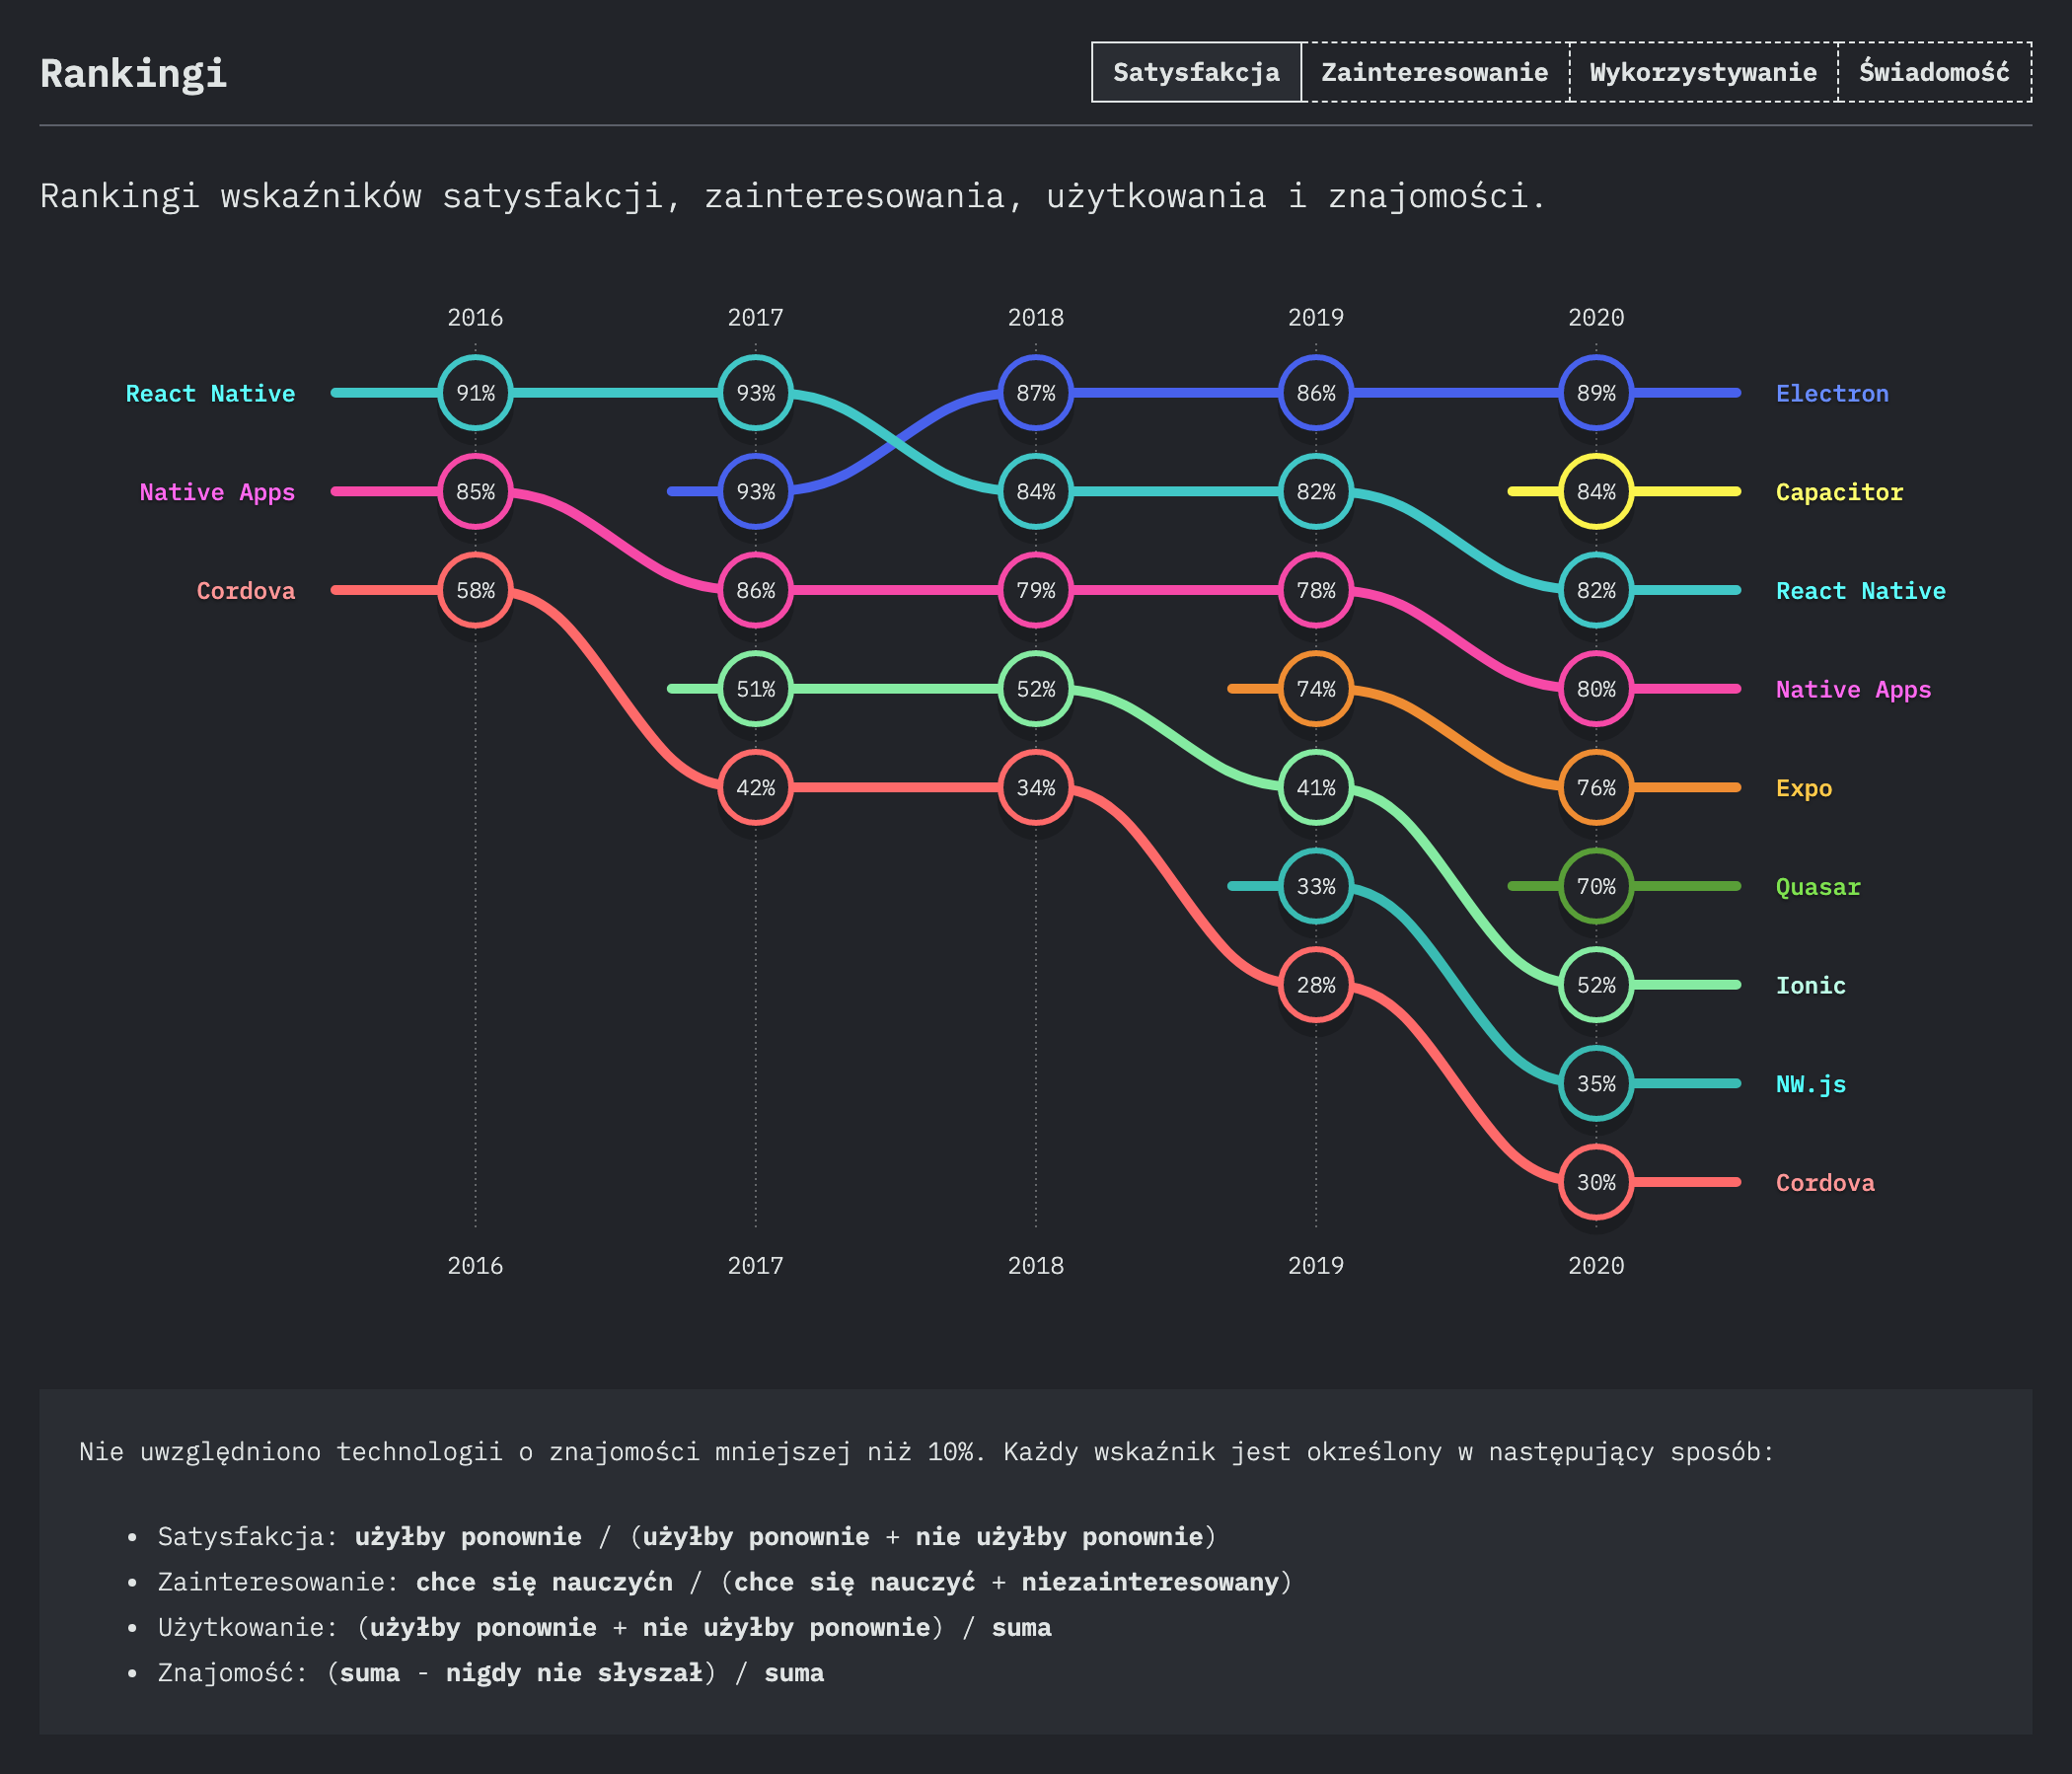 Rankingi
Satysfakcja Zainteresowanie Wykorzystywanie Świadomość
Rankingi wskaźników satysfakcji, zainteresowania, użytkowania i znajomości.
2016 2017 2018 2019 2020
React Native 91% 93% 87% 86% 89% Electron
Native Apps 85% 93% 84% 82% 84% Capacitor
Cordova 58% 86% 79% 78% 82% React Native
51% 52% 74% 80% Native Apps
42% 34% 41% 76% Expo
33% 70% Quasar
28% 52% Ionic
35% NW.js
30% Cordova
2016 2017 2018 2019 2020
Nie uwzględniono technologii o znajomości mniejszej niż 10%. Każdy wskaźnik jest określony w następujący sposób:
• Satysfakcja: użyłby ponownie / (użyłby ponownie + nie użyłby ponownie)
• Zainteresowanie: chce się nauczyćn / (chce się nauczyć + niezainteresowany)
• Użytkowanie: (użyłby ponownie + nie użyłby ponownie) / suma
• Znajomość: (suma - nigdy nie słyszał) / suma